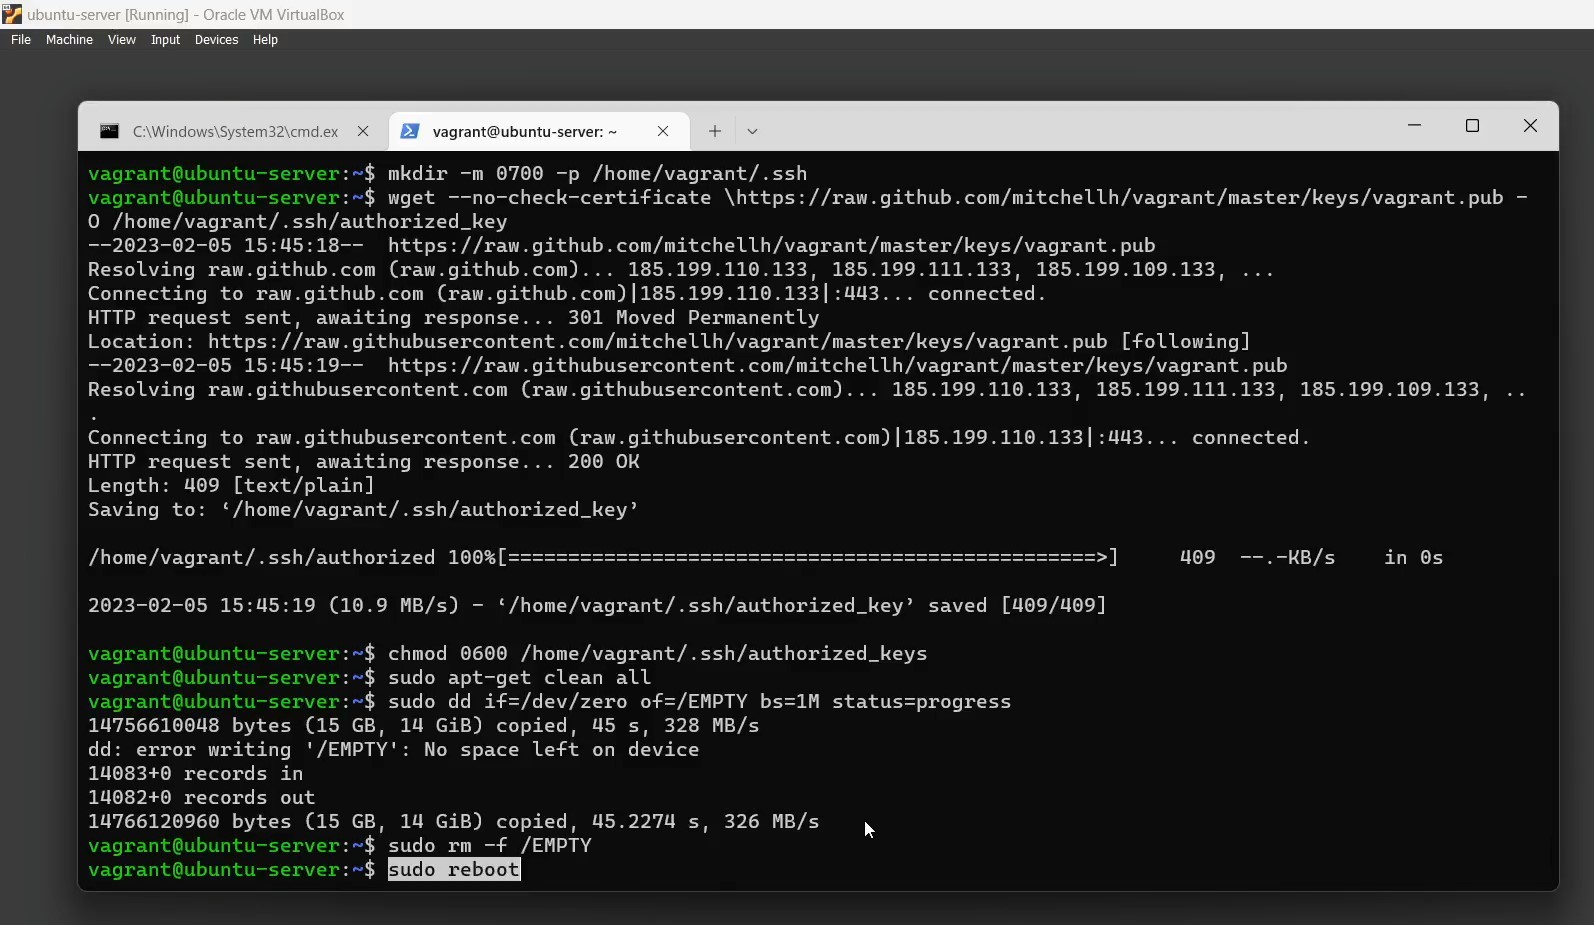 ubuntu-server [Running] - Oracle VM VirtualBox
File Machine View Input Devices Help
C:\Windows\System32\cmd.ex
vagrant@ubuntu-server: ~
vagrant@ubuntu-server:~$ mkdir -m 0700 -p /home/vagrant/.ssh
vagrant@ubuntu-server:~$ wget --no-check-certificate \https://raw.github.com/mitchellh/vagrant/master/keys/vagrant.pub -
O /home/vagrant/.ssh/authorized_key
--2023-02-05 15:45:18--  https://raw.github.com/mitchellh/vagrant/master/keys/vagrant.pub
Resolving raw.github.com (raw.github.com)... 185.199.110.133, 185.199.111.133, 185.199.109.133, ...
Connecting to raw.github.com (raw.github.com)|185.199.110.133|:443... connected.
HTTP request sent, awaiting response... 301 Moved Permanently
Location: https://raw.githubusercontent.com/mitchellh/vagrant/master/keys/vagrant.pub [following]
--2023-02-05 15:45:19--  https://raw.githubusercontent.com/mitchellh/vagrant/master/keys/vagrant.pub
Resolving raw.githubusercontent.com (raw.githubusercontent.com)... 185.199.110.133, 185.199.111.133, 185.199.109.133, ..
.
Connecting to raw.githubusercontent.com (raw.githubusercontent.com)|185.199.110.133|:443... connected.
HTTP request sent, awaiting response... 200 OK
Length: 409 [text/plain]
Saving to: ‘/home/vagrant/.ssh/authorized_key’
/home/vagrant/.ssh/authorized 100%[=================================================>]     409  --.-KB/s    in 0s
2023-02-05 15:45:19 (10.9 MB/s) - ‘/home/vagrant/.ssh/authorized_key’ saved [409/409]
vagrant@ubuntu-server:~$ chmod 0600 /home/vagrant/.ssh/authorized_keys
vagrant@ubuntu-server:~$ sudo apt-get clean all
vagrant@ubuntu-server:~$ sudo dd if=/dev/zero of=/EMPTY bs=1M status=progress
14756610048 bytes (15 GB, 14 GiB) copied, 45 s, 328 MB/s
dd: error writing '/EMPTY': No space left on device
14083+0 records in
14082+0 records out
14766120960 bytes (15 GB, 14 GiB) copied, 45.2274 s, 326 MB/s
vagrant@ubuntu-server:~$ sudo rm -f /EMPTY
vagrant@ubuntu-server:~$ sudo reboot